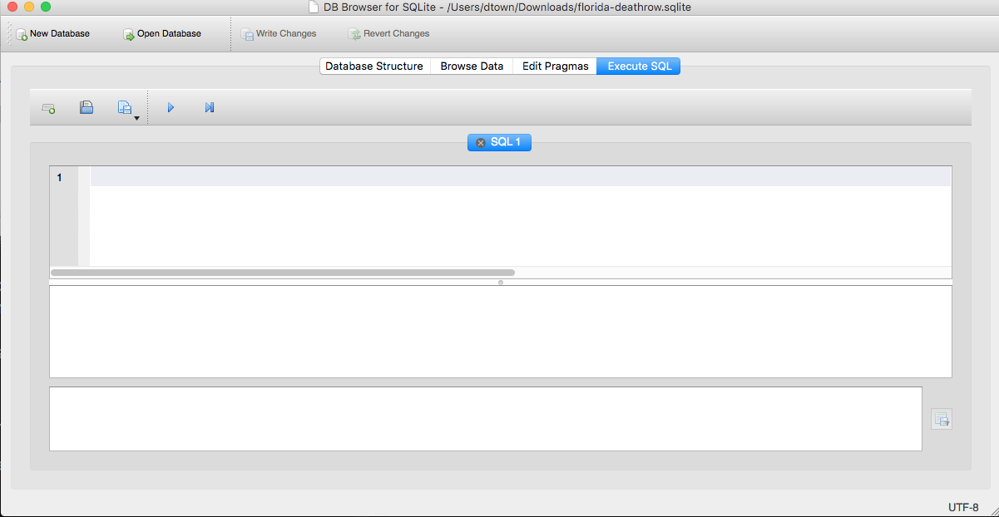 DB Browser for SQLite - /Users/dtown/Downloads/florida-deathrow.sqlite
New Database Open Database Write Changes Revert Changes
Database Structure Browse Data Edit Pragmas Execute SQL
SQL 1
1
UTF-8